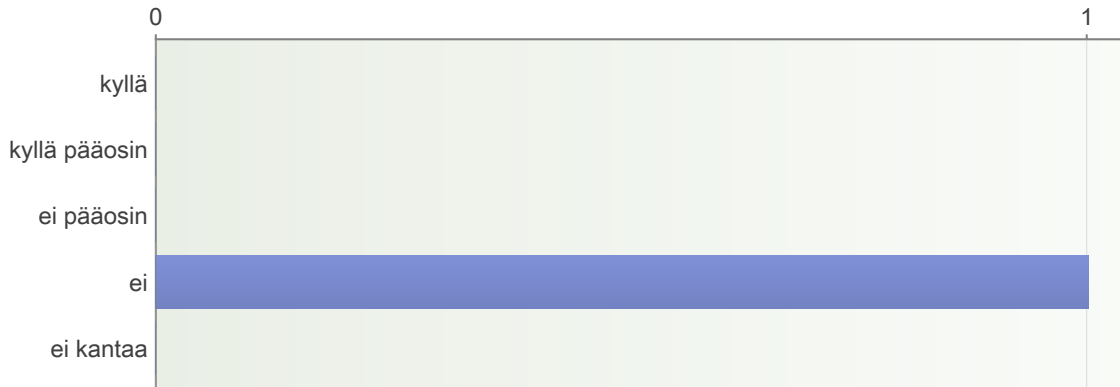 0 1
kyllä
kyllä pääosin
ei pääosin
ei
ei kantaa